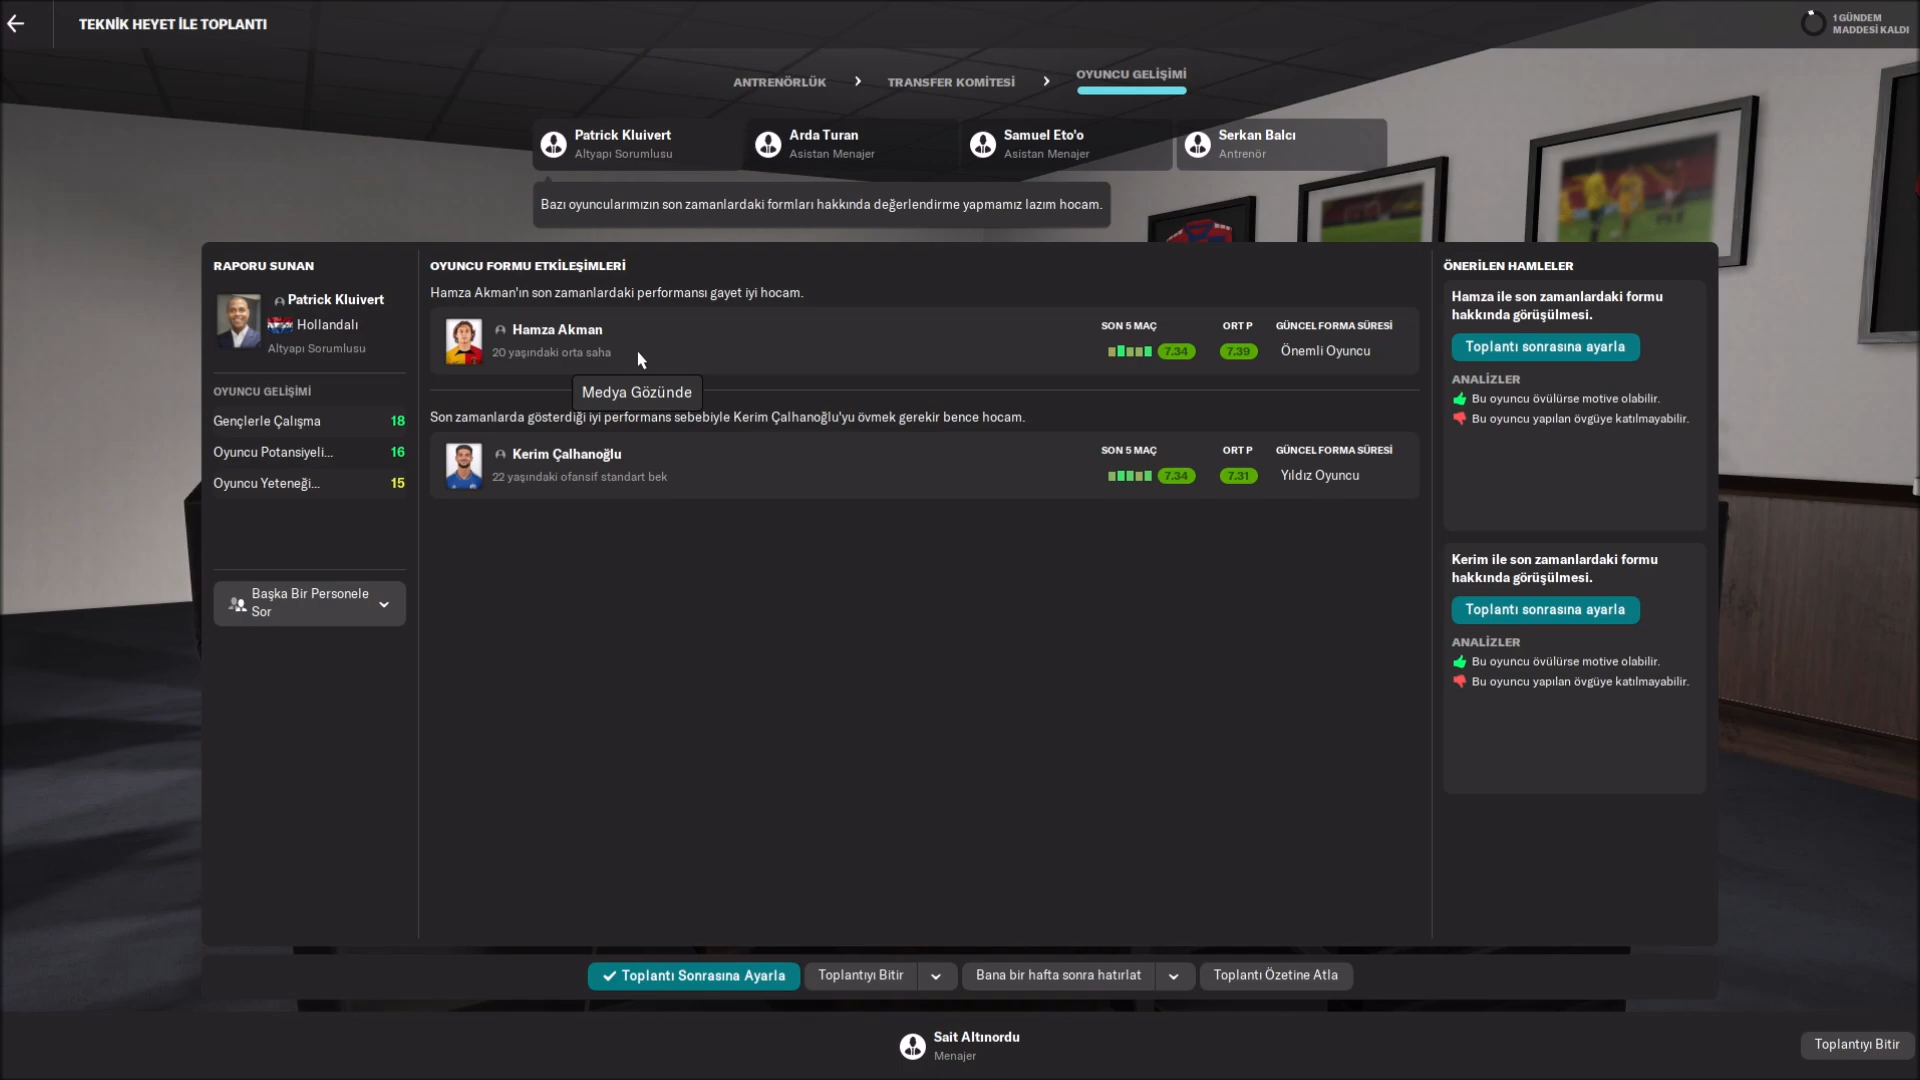 TEKNİK HEYET İLE TOPLANTI
1 GÜNDEM
MADDESİ KALDI
ANTRENÖRLÜK
TRANSFER KOMİTESİ
OYUNCU GELİŞİMİ
Patrick Kluivert
Altyapı Sorumlusu
Arda Turan
Asistan Menajer
Samuel Eto'o
Asistan Menajer
Serkan Balcı
Antrenör
Bazı oyuncularımızın son zamanlardaki formları hakkında değerlendirme yapmamız lazım hocam.
RAPORU SUNAN
Patrick Kluivert
Hollandalı
Altyapı Sorumlusu
OYUNCU GELİŞİMİ
Gençlerle Çalışma 18
Oyuncu Potansiyeli... 16
Oyuncu Yeteneği... 15
Başka Bir Personele
Sor
OYUNCU FORMU ETKİLEŞİMLERİ
Hamza Akman'ın son zamanlardaki performansı gayet iyi hocam.
Hamza Akman
20 yaşındaki orta saha
SON 5 MAÇ
7.34
ORT P
7.39
GÜNCEL FORMA SÜRESİ
Önemli Oyuncu
Medya Gözünde
Son zamanlarda gösterdiği iyi performans sebebiyle Kerim Çalhanoğlu'yu övmek gerekir bence hocam.
Kerim Çalhanoğlu
22 yaşındaki ofansif standart bek
SON 5 MAÇ
7.34
ORT P
7.31
GÜNCEL FORMA SÜRESİ
Yıldız Oyuncu
ÖNERİLEN HAMLELER
Hamza ile son zamanlardaki formu
hakkında görüşülmesi.
Toplantı sonrasına ayarla
ANALİZLER
Bu oyuncu övülürse motive olabilir.
Bu oyuncu yapılan övgüye katılmayabilir.
Kerim ile son zamanlardaki formu
hakkında görüşülmesi.
Toplantı sonrasına ayarla
ANALİZLER
Bu oyuncu övülürse motive olabilir.
Bu oyuncu yapılan övgüye katılmayabilir.
Toplantı Sonrasına Ayarla
Toplantıyı Bitir
Bana bir hafta sonra hatırlat
Toplantı Özetine Atla
Sait Altınordu
Menajer
Toplantıyı Bitir